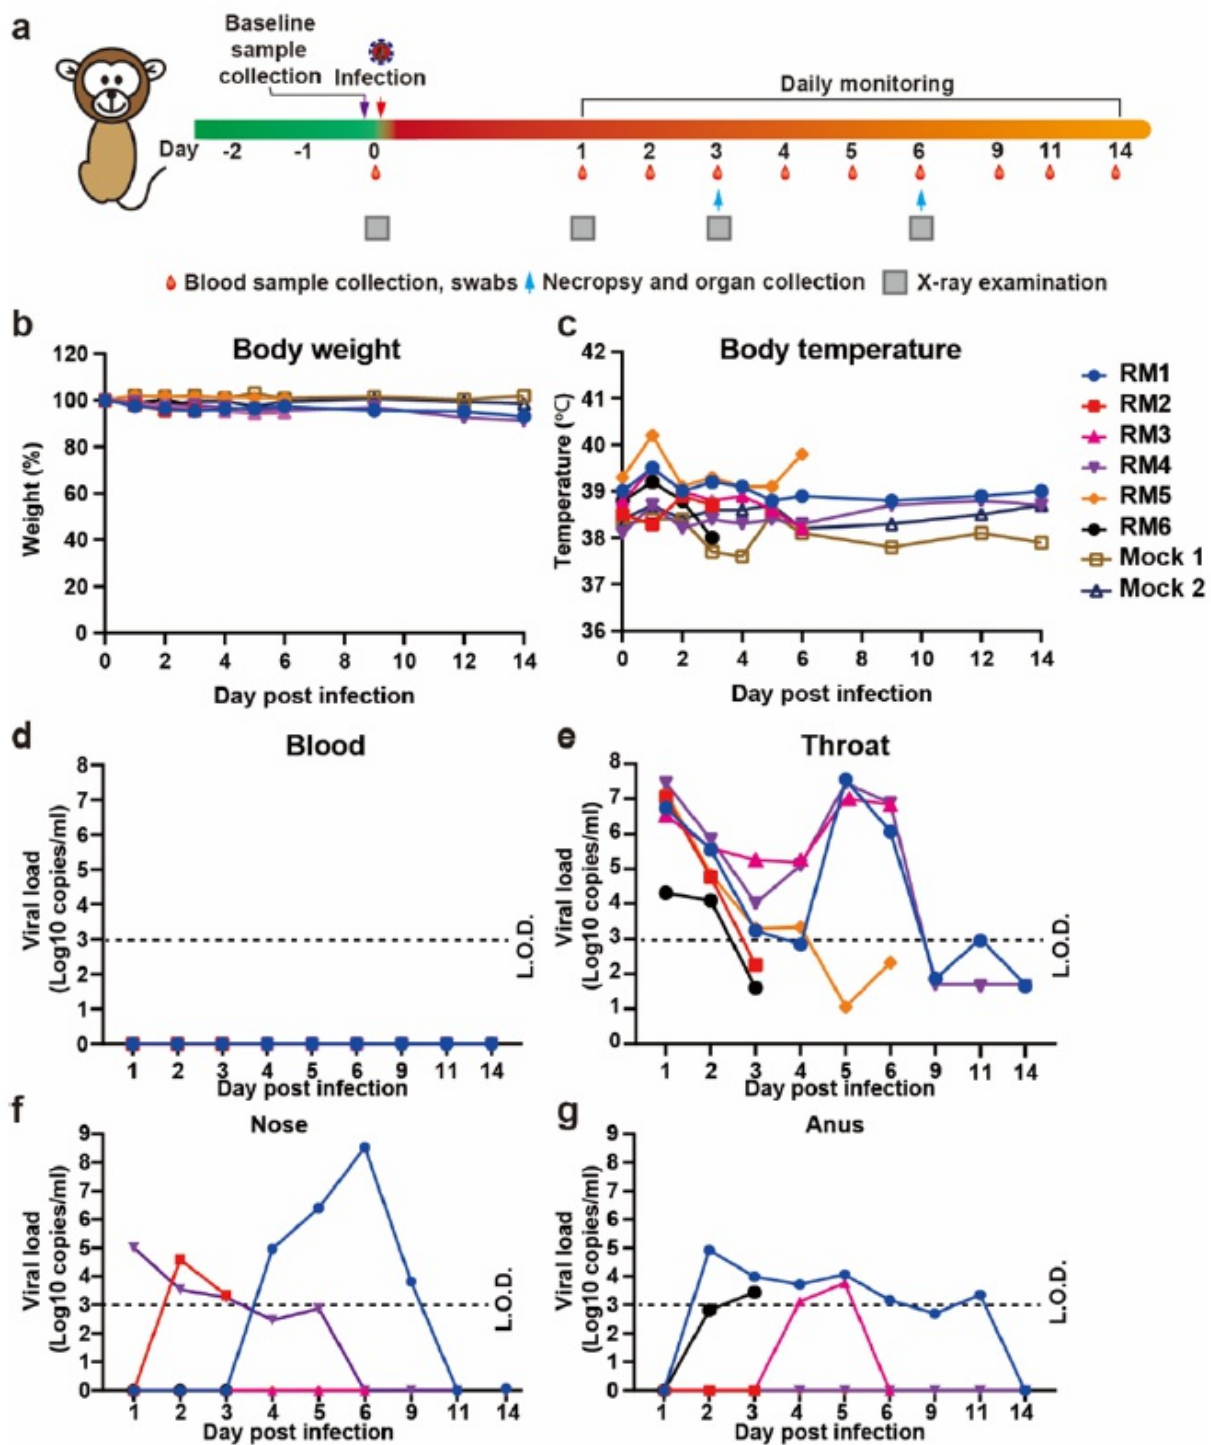 a
Baseline
sample
collection Infection
Daily monitoring
Day -2 -1 0 1 2 3 4 5 6 9 11 14
Blood sample collection, swabs Necropsy and organ collection X-ray examination
b
Body weight
Weight (%)
120
100
80
60
40
20
0
0 2 4 6 8 10 12 14
Day post infection
c
Body temperature
Temperature (°C)
42
41
40
39
38
37
36
0 2 4 6 8 10 12 14
Day post infection
RM1
RM2
RM3
RM4
RM5
RM6
Mock 1
Mock 2
d
Blood
Viral load
(Log10 copies/ml)
8
7
6
5
4
3
2
1
0
L.O.D.
1 2 3 4 5 6 9 11 14
Day post infection
e
Throat
Viral load
(Log10 copies/ml)
8
7
6
5
4
3
2
1
0
L.O.D.
1 2 3 4 5 6 9 11 14
Day post infection
f
Nose
Viral load
(Log10 copies/ml)
9
8
7
6
5
4
3
2
1
0
L.O.D.
1 2 3 4 5 6 9 11 14
Day post infection
g
Anus
Viral load
(Log10 copies/ml)
9
8
7
6
5
4
3
2
1
0
L.O.D.
1 2 3 4 5 6 9 11 14
Day post infection